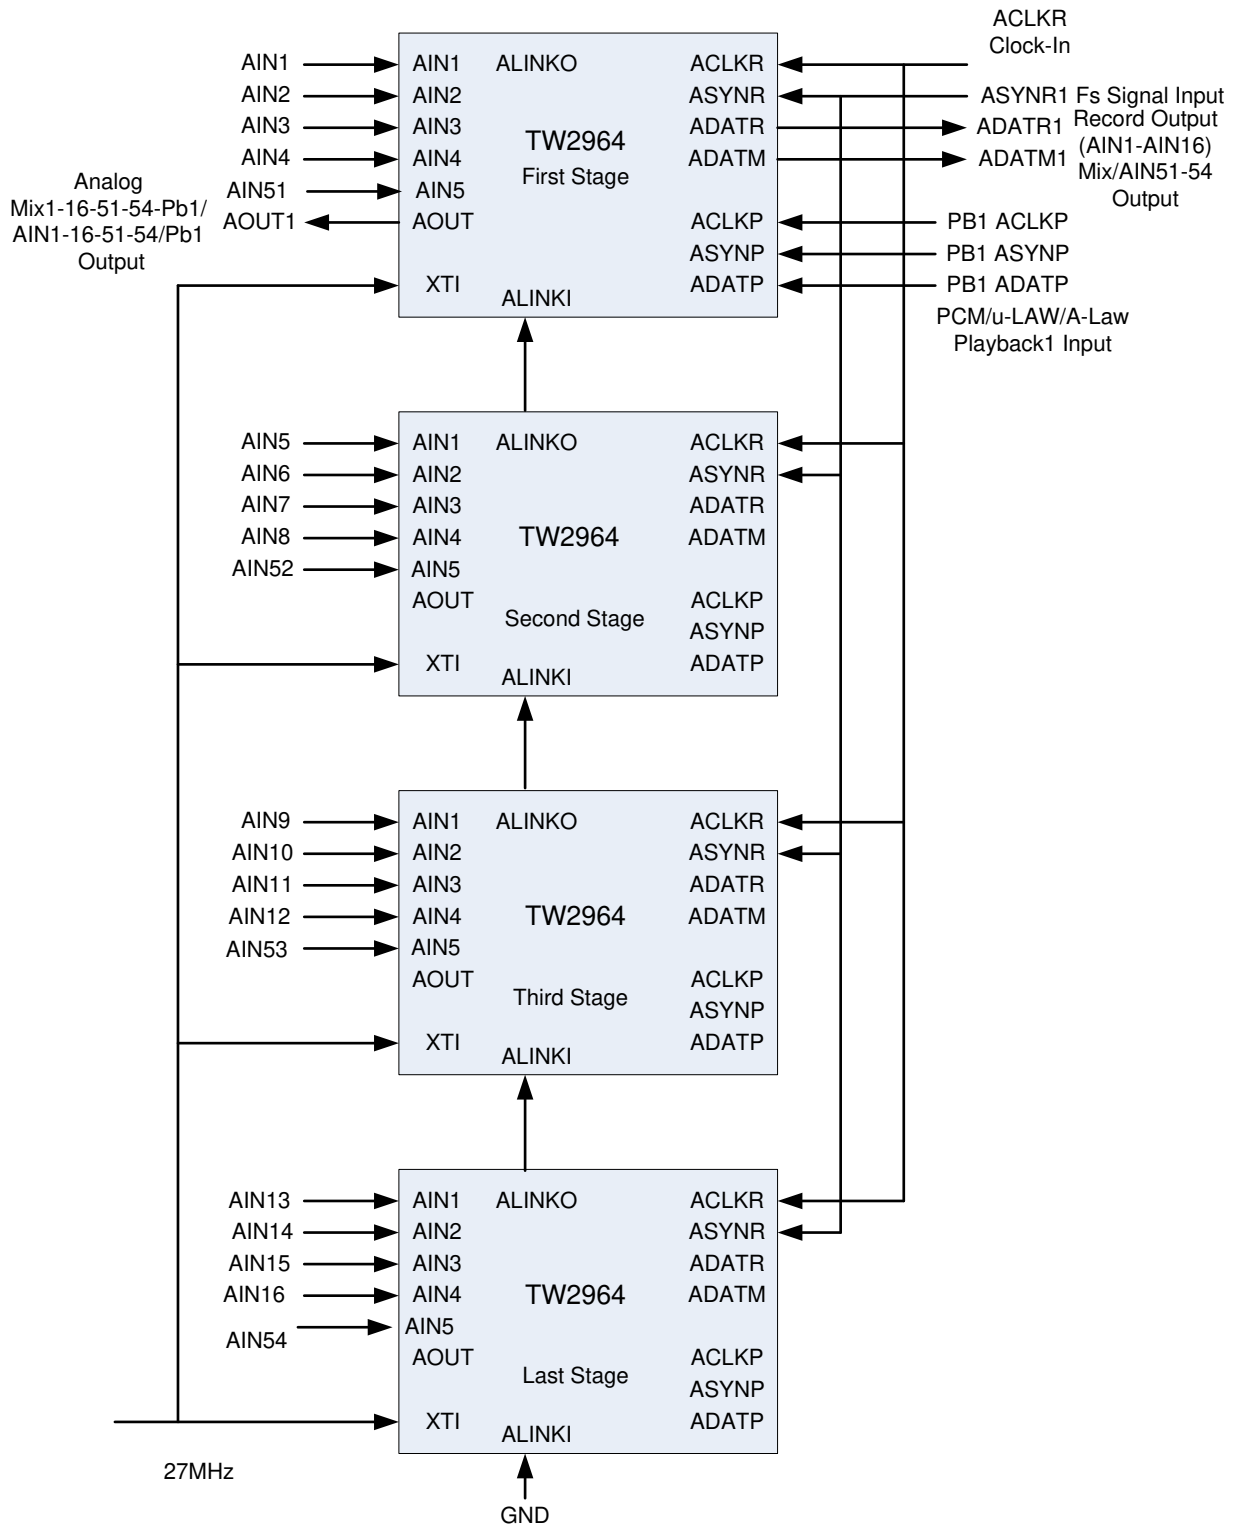 ACLKR
Clock-In
AIN1 AIN1 ALINKO ACLKR
AIN2 AIN2 ASYNR ASYNR1 Fs Signal Input
AIN3 AIN3 ADATR ADATR1 Record Output
AIN4 AIN4 TW2964 ADATM ADATM1 (AIN1-AIN16)
First Stage Mix/AIN51-54
Output
Analog
Mix1-16-51-54-Pb1/
AIN1-16-51-54/Pb1
Output
AIN51 AIN5
AOUT1 AOUT ACLKP PB1 ACLKP
ASYNP PB1 ASYNP
XTI ADATP PB1 ADATP
ALINKI
PCM/u-LAW/A-Law
Playback1 Input
AIN5 AIN1 ALINKO ACLKR
AIN6 AIN2 ASYNR
AIN7 AIN3 ADATR
AIN8 AIN4 TW2964 ADATM
AIN52 AIN5
AOUT ACLKP
Second Stage
ASYNP
XTI ADATP
ALINKI
AIN9 AIN1 ALINKO ACLKR
AIN10 AIN2 ASYNR
AIN11 AIN3 ADATR
AIN12 AIN4 TW2964 ADATM
AIN53 AIN5
AOUT ACLKP
Third Stage
ASYNP
XTI ADATP
ALINKI
AIN13 AIN1 ALINKO ACLKR
AIN14 AIN2 ASYNR
AIN15 AIN3 ADATR
AIN16 AIN4 TW2964 ADATM
AIN54 AIN5
AOUT ACLKP
Last Stage
ASYNP
XTI ADATP
ALINKI
27MHz
GND